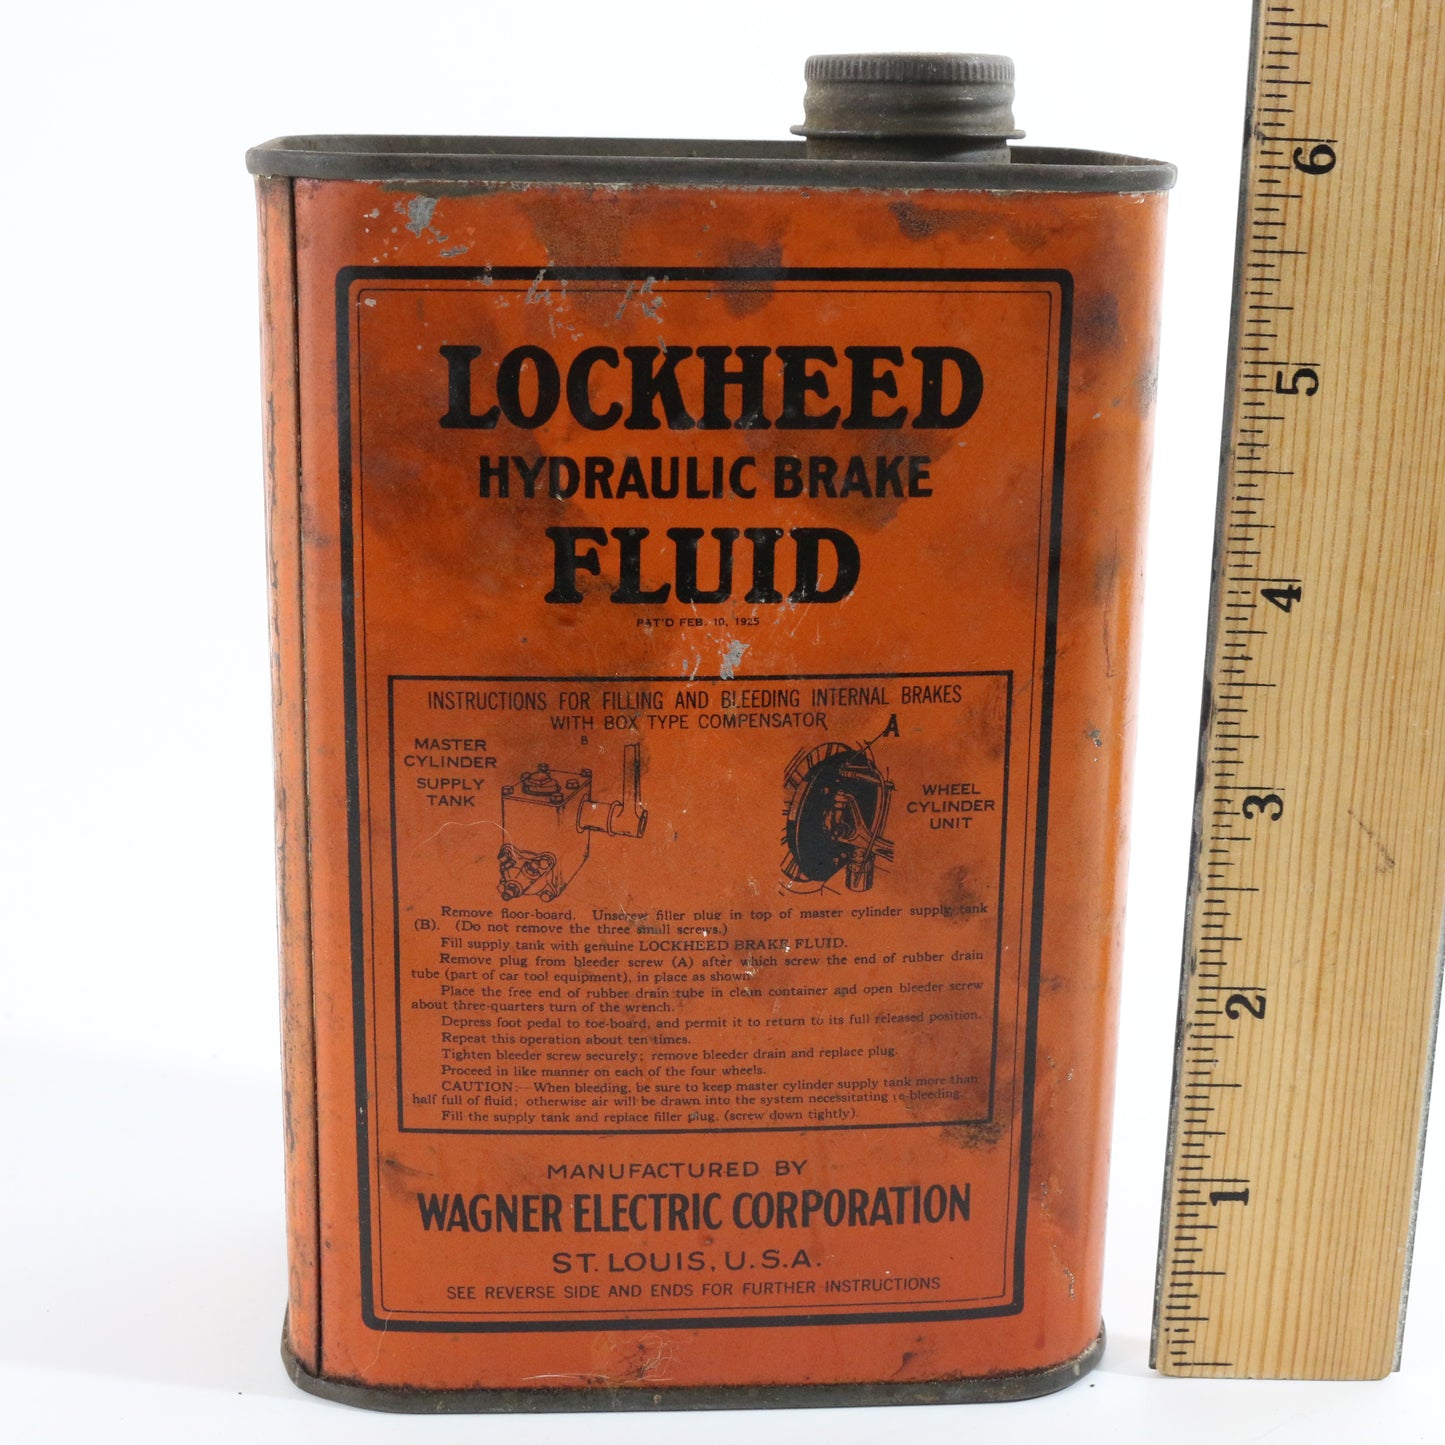 LOCKHEED
HYDRAULIC BRAKE
FLUID
PAT'D FEB. 10, 1925
INSTRUCTIONS FOR FILLING AND BLEEDING INTERNAL BRAKES
WITH BOX TYPE COMPENSATOR
A
B
MASTER
CYLINDER
SUPPLY
TANK
WHEEL
CYLINDER
UNIT
Remove floor-board. Unscrew filler plug in top of master cylinder supply tank
(B). (Do not remove the three small screws.)
Fill supply tank with genuine LOCKHEED BRAKE FLUID.
Remove plug from bleeder screw (A) after which screw the end of rubber drain
tube (part of car tool equipment), in place as shown
Place the free end of rubber drain tube in clean container and open bleeder screw
about three-quarters turn of the wrench.
Depress foot pedal to toe-board, and permit it to return to its full released position.
Repeat this operation about ten times.
Tighten bleeder screw securely; remove bleeder drain and replace plug.
Proceed in like manner on each of the four wheels.
CAUTION:—When bleeding, be sure to keep master cylinder supply tank more than
half full of fluid; otherwise air will be drawn into the system necessitating re-bleeding.
Fill the supply tank and replace filler plug, (screw down tightly).
MANUFACTURED BY
WAGNER ELECTRIC CORPORATION
ST. LOUIS, U.S.A.
SEE REVERSE SIDE AND ENDS FOR FURTHER INSTRUCTIONS
6
5
4
3
2
1